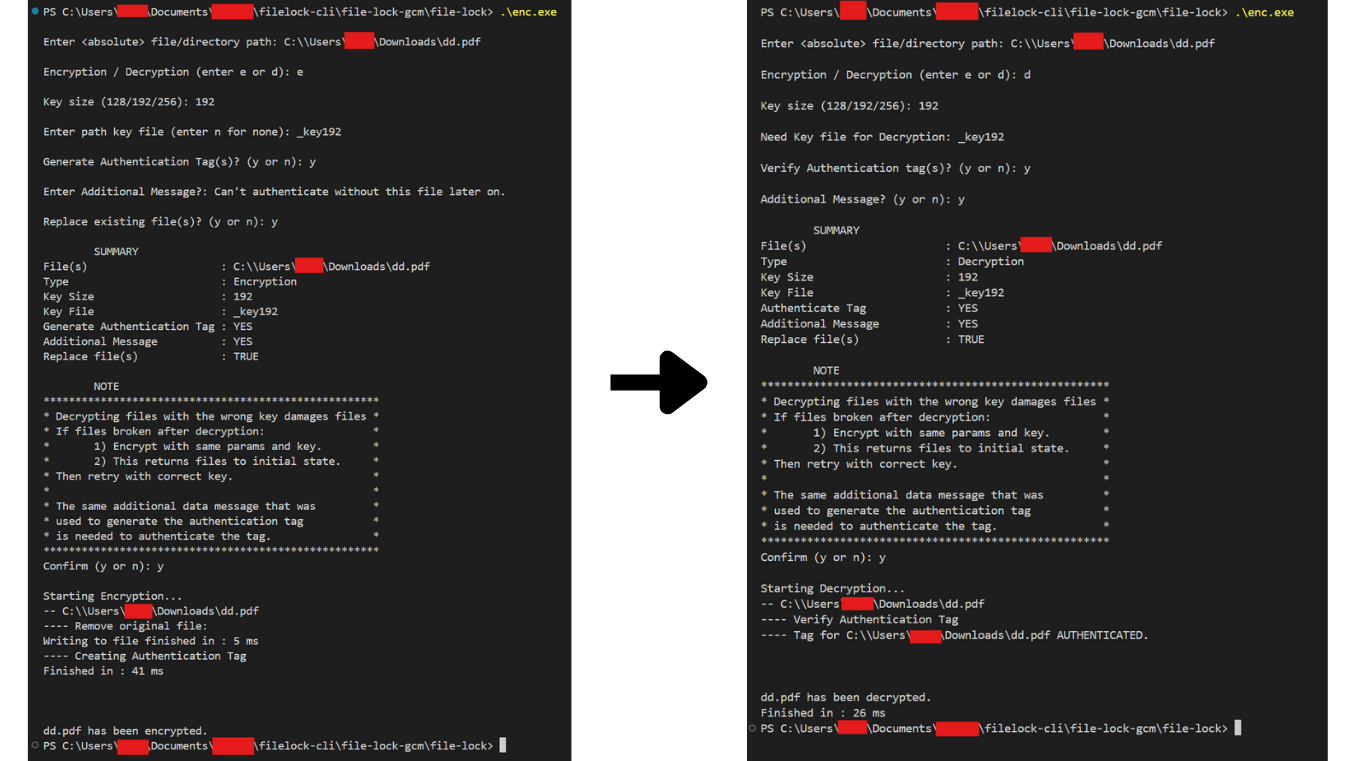 PS C:\Users\ \Documents\ \filelock-cli\file-lock-gcm\file-lock> .\enc.exe
Enter <absolute> file/directory path: C:\\Users\ \Downloads\dd.pdf
Encryption / Decryption (enter e or d): e
Key size (128/192/256): 192
Enter path key file (enter n for none): _key192
Generate Authentication Tag(s)? (y or n): y
Enter Additional Message?: Can't authenticate without this file later on.
Replace existing file(s)? (y or n): y
SUMMARY
File(s) : C:\\Users\ \Downloads\dd.pdf
Type : Encryption
Key Size : 192
Key File : _key192
Generate Authentication Tag : YES
Additional Message : YES
Replace file(s) : TRUE
NOTE
*****************************************************
* Decrypting files with the wrong key damages files *
* If files broken after decryption: *
* 1) Encrypt with same params and key. *
* 2) This returns files to initial state. *
* Then retry with correct key. *
* *
* The same additional data message that was *
* used to generate the authentication tag *
* is needed to authenticate the tag. *
*****************************************************
Confirm (y or n): y
Starting Encryption...
-- C:\\Users\ \Downloads\dd.pdf
---- Remove original file:
Writing to file finished in : 5 ms
---- Creating Authentication Tag
Finished in : 41 ms
dd.pdf has been encrypted.
PS C:\Users\ \Documents\ \filelock-cli\file-lock-gcm\file-lock>
PS C:\Users\ \Documents\ \filelock-cli\file-lock-gcm\file-lock> .\enc.exe
Enter <absolute> file/directory path: C:\\Users\ \Downloads\dd.pdf
Encryption / Decryption (enter e or d): d
Key size (128/192/256): 192
Need Key file for Decryption: _key192
Verify Authentication tag(s)? (y or n): y
Additional Message? (y or n): y
SUMMARY
File(s) : C:\\Users\ \Downloads\dd.pdf
Type : Decryption
Key Size : 192
Key File : _key192
Authenticate Tag : YES
Additional Message : YES
Replace file(s) : TRUE
NOTE
*****************************************************
* Decrypting files with the wrong key damages files *
* If files broken after decryption: *
* 1) Encrypt with same params and key. *
* 2) This returns files to initial state. *
* Then retry with correct key. *
* *
* The same additional data message that was *
* used to generate the authentication tag *
* is needed to authenticate the tag. *
*****************************************************
Confirm (y or n): y
Starting Decryption...
-- C:\\Users \Downloads\dd.pdf
---- Verify Authentication Tag
---- Tag for C:\\Users\ \Downloads\dd.pdf AUTHENTICATED.
dd.pdf has been decrypted.
Finished in : 26 ms
PS C:\Users\ \Documents\ \filelock-cli\file-lock-gcm\file-lock>